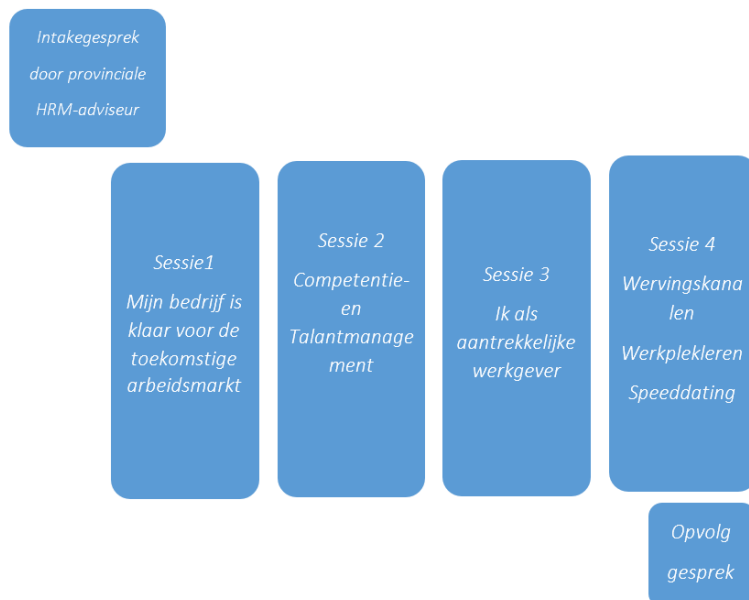 Intakegesprek
door provinciale
HRM-adviseur
Sessie1
Mijn bedrijf is
klaar voor de
toekomstige
arbeidsmarkt
Sessie 2
Competentie-
en
Talantmanage
ment
Sessie 3
Ik als
aantrekkelijke
werkgever
Sessie 4
Wervingskana
len
Werkplekleren
Speeddating
Opvolg
gesprek